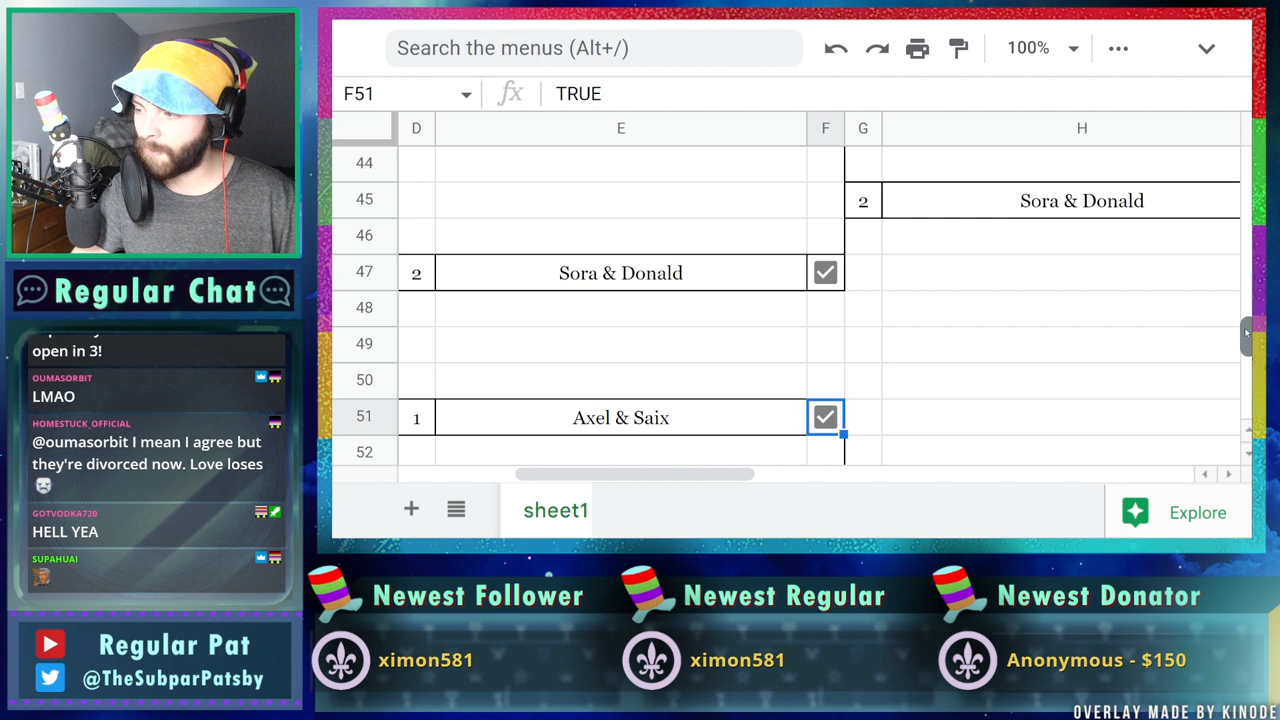 Search the menus (Alt+/)
100%
F51
fx
TRUE
D
E
F
G
H
44
45
2
Sora & Donald
46
47
2
Sora & Donald
48
49
50
51
1
Axel & Saix
52
+
sheet1
Explore
Regular Chat
open in 3!
OUMASORBIT
LMAO
HOMESTUCK_OFFICIAL
@oumasorbit I mean I agree but
they're divorced now. Love loses
GOTVODKA720
HELL YEA
SUPAHUAI
Regular Pat
@TheSubparPatsby
Newest Follower
ximon581
Newest Regular
ximon581
Newest Donator
Anonymous - $150
OVERLAY MADE BY KINODE